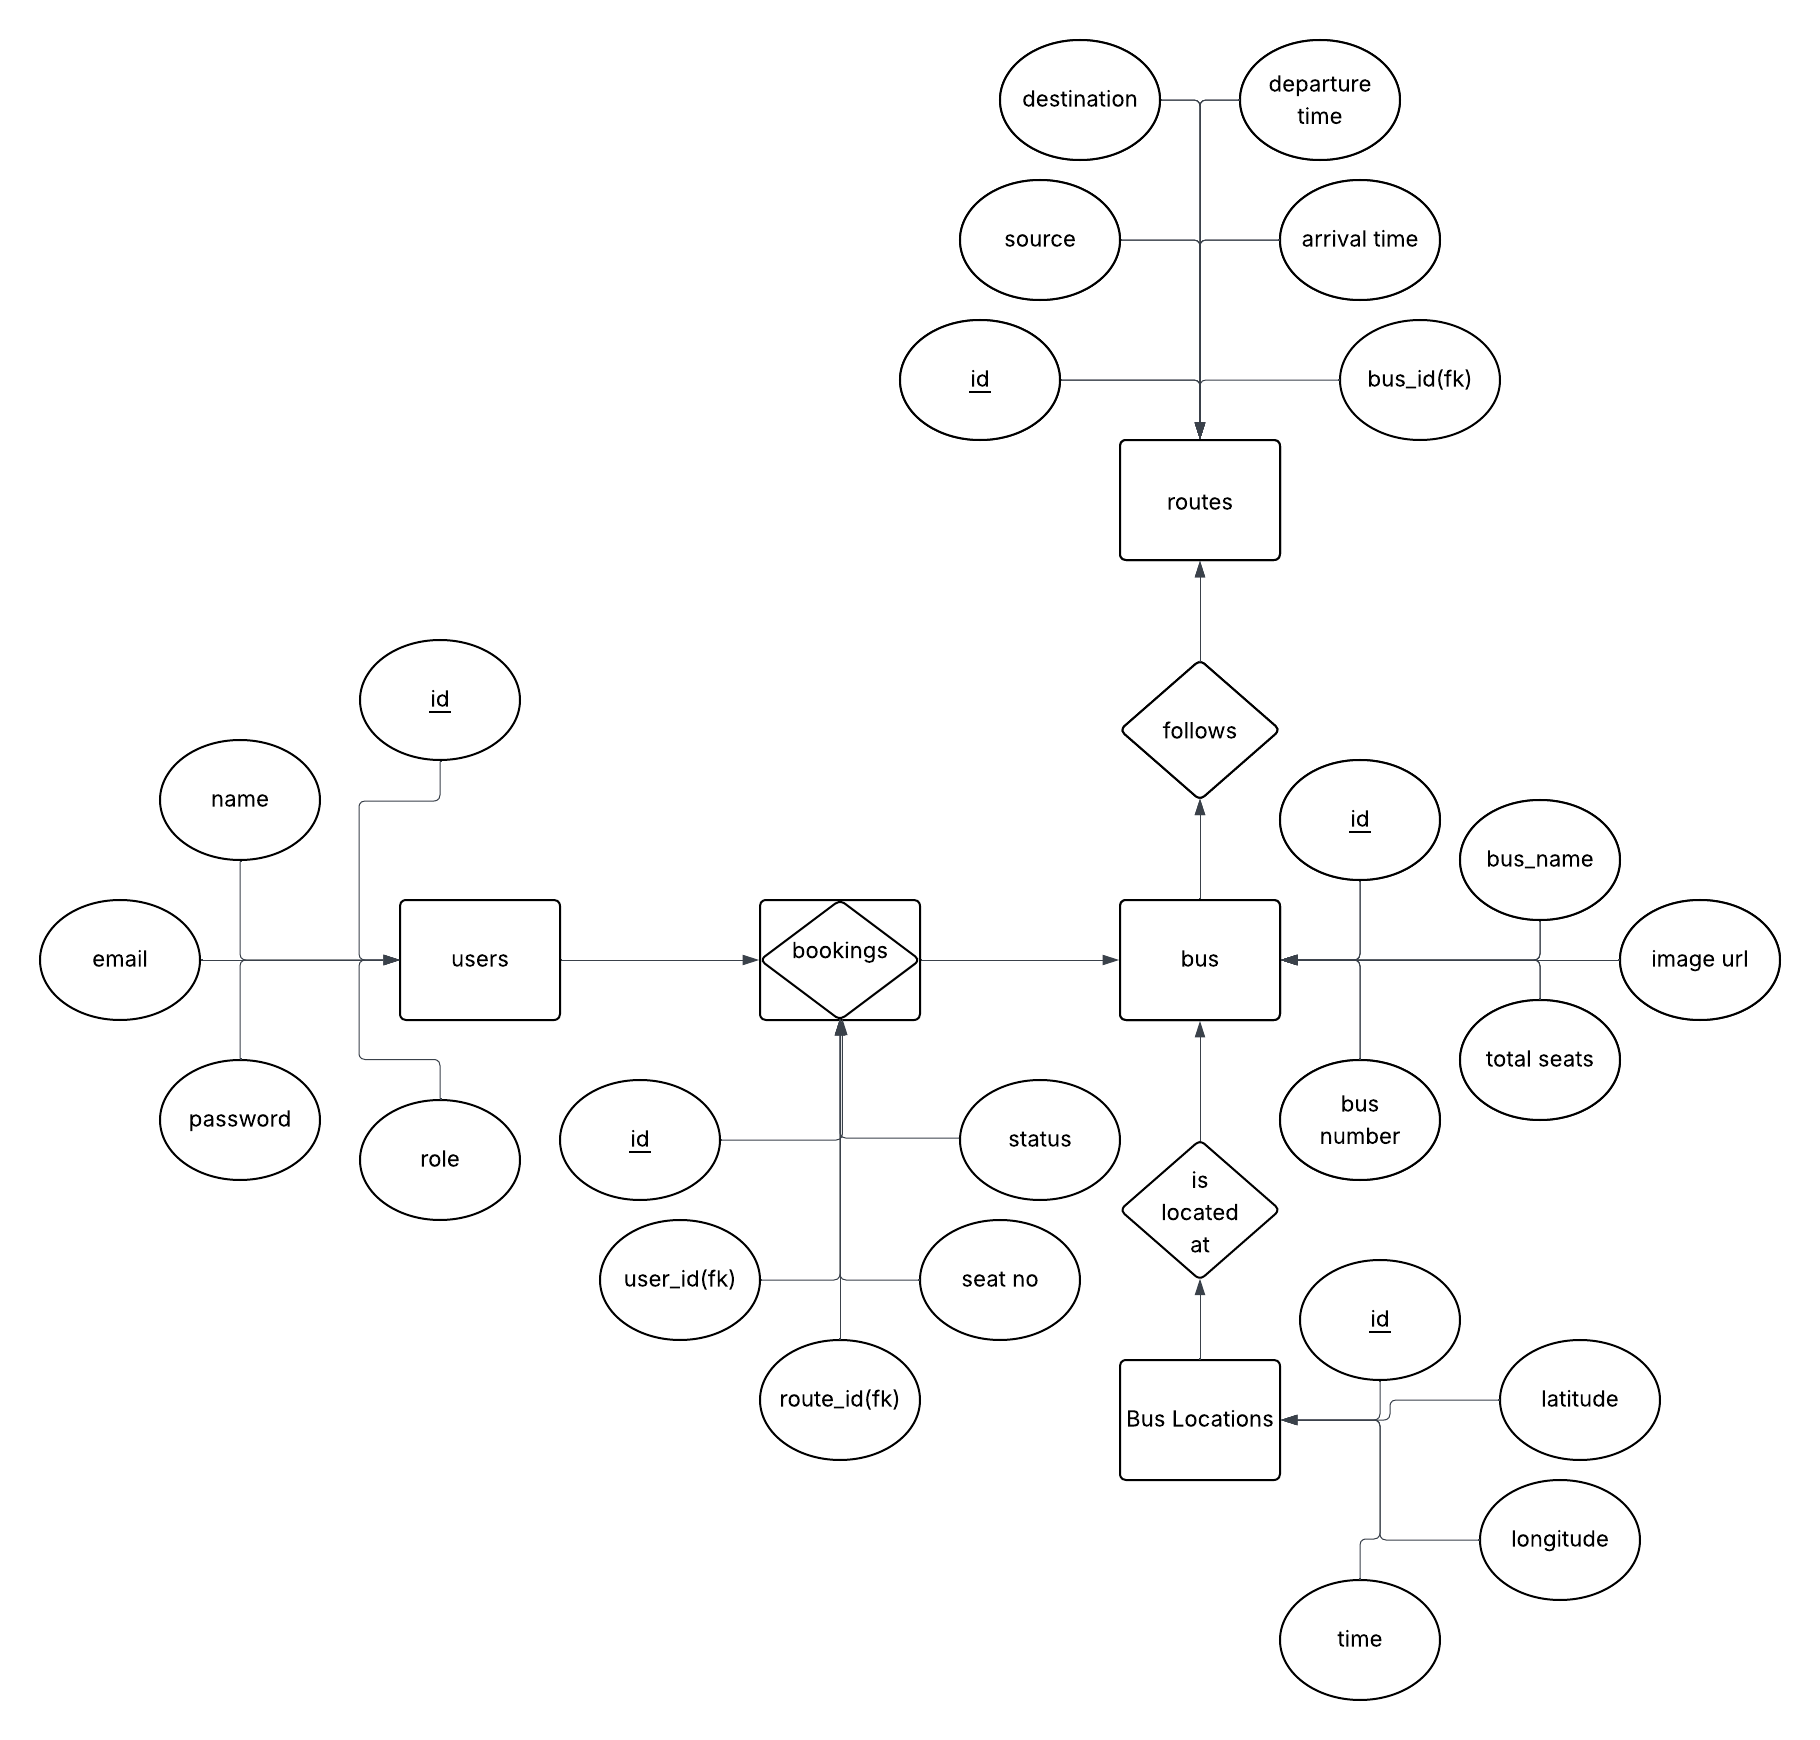 destination
departure
time
source
arrival time
id
bus_id(fk)
routes
follows
id
name
email
users
password
role
bookings
id
status
user_id(fk)
seat no
route_id(fk)
bus
id
bus_name
image url
total seats
bus
number
is
located
at
Bus Locations
id
latitude
longitude
time